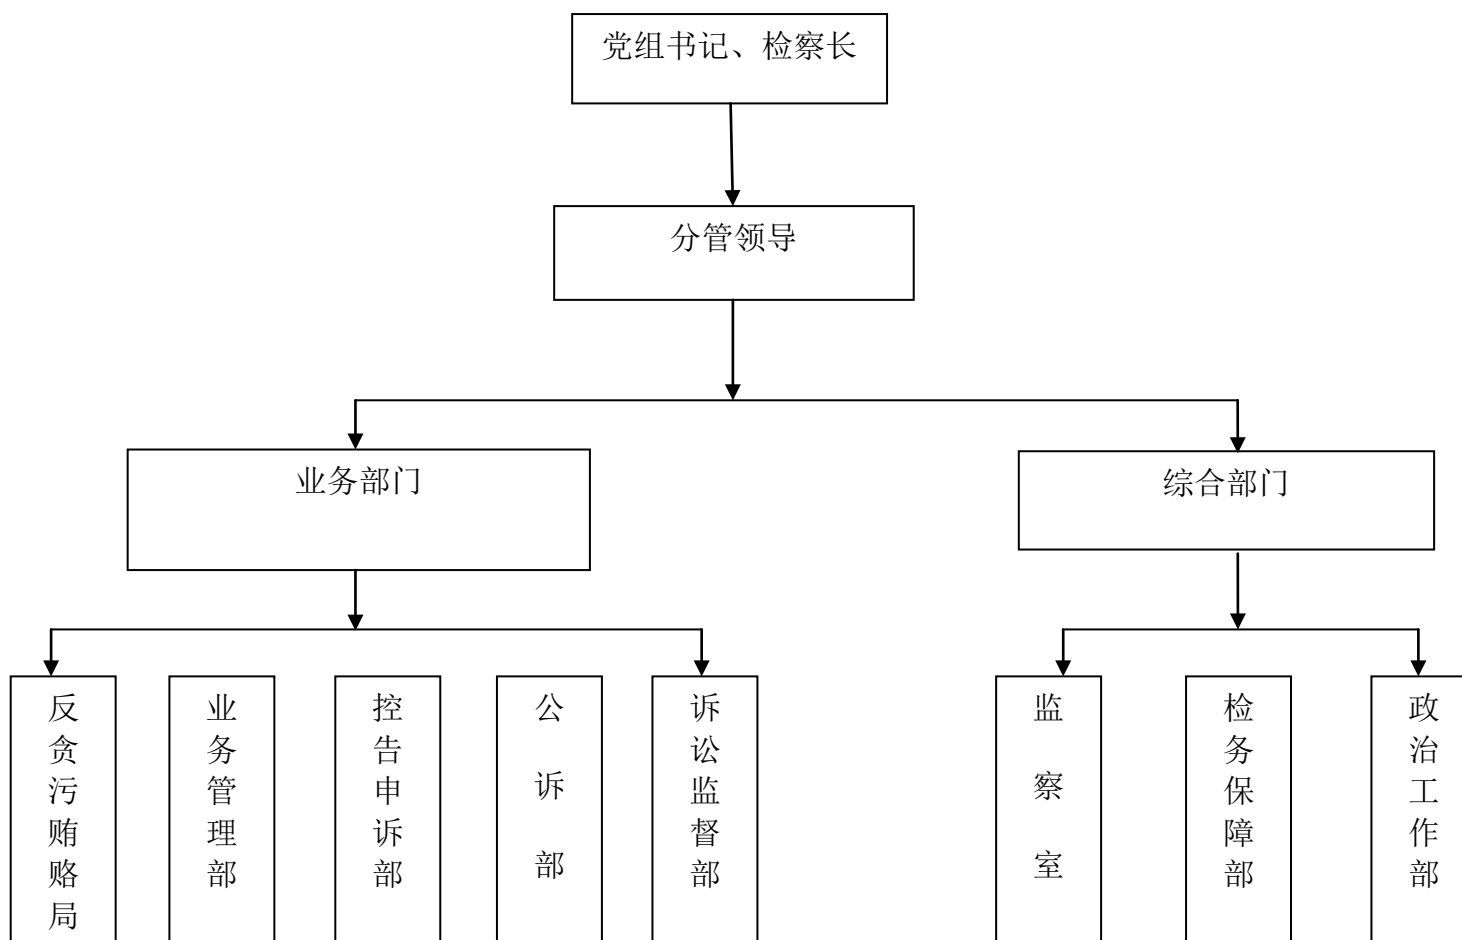 党组书记、检察长
分管领导
业务部门
综合部门
反贪污贿赂局
业务管理部
控告申诉部
公诉部
诉讼监督部
监察室
检务保障部
政治工作部